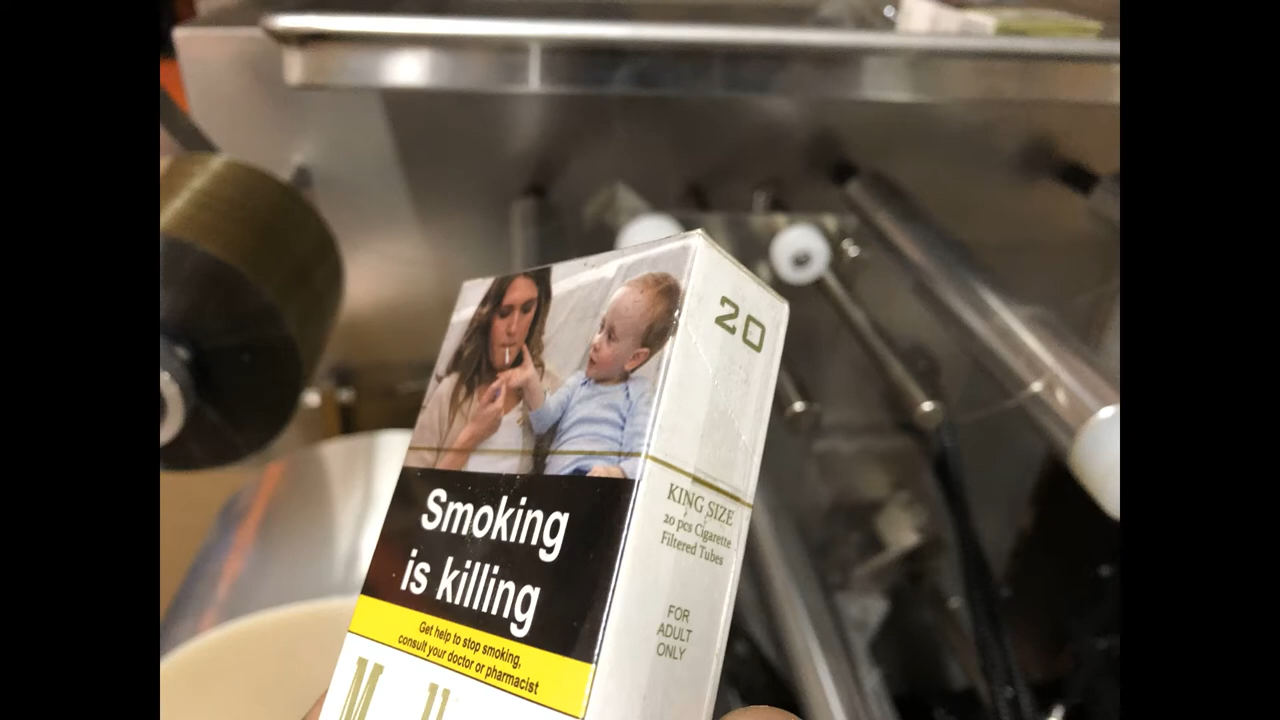 20
Smoking
is killing
Get help to stop smoking,
consult your doctor or pharmacist
KING SIZE
20 pcs Cigarette
Filtered Tubes
FOR
ADULT
ONLY